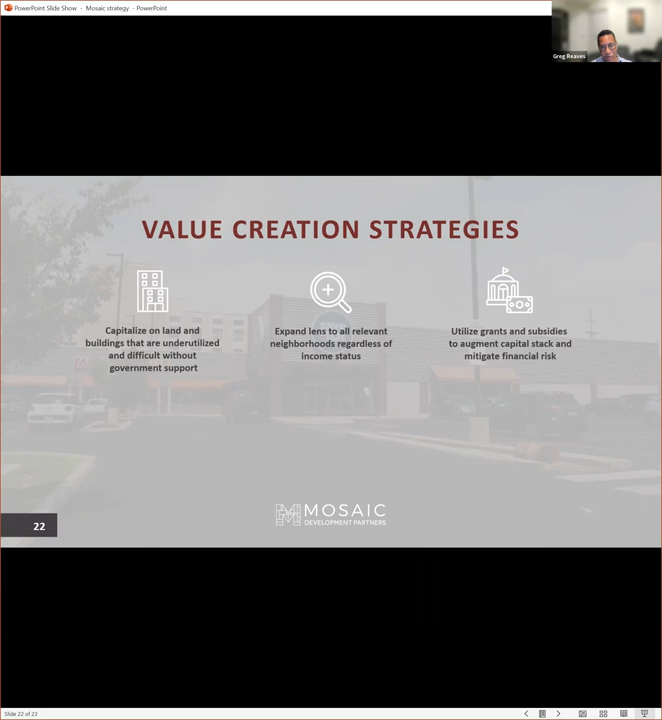 PowerPoint Slide Show - Mosaic strategy - PowerPoint
Greg Reaves
VALUE CREATION STRATEGIES
Capitalize on land and
buildings that are underutilized
and difficult without
government support
Expand lens to all relevant
neighborhoods regardless of
income status
Utilize grants and subsidies
to augment capital stack and
mitigate financial risk
MOSAIC
DEVELOPMENT PARTNERS
22
Slide 22 of 23